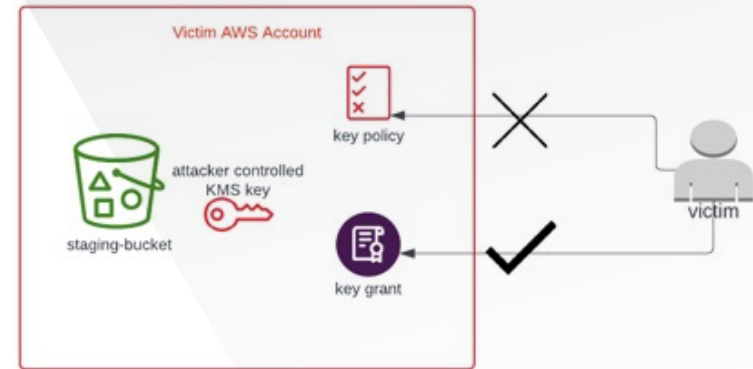 Victim AWS Account
key policy
attacker controlled
KMS key
staging-bucket
victim
key grant